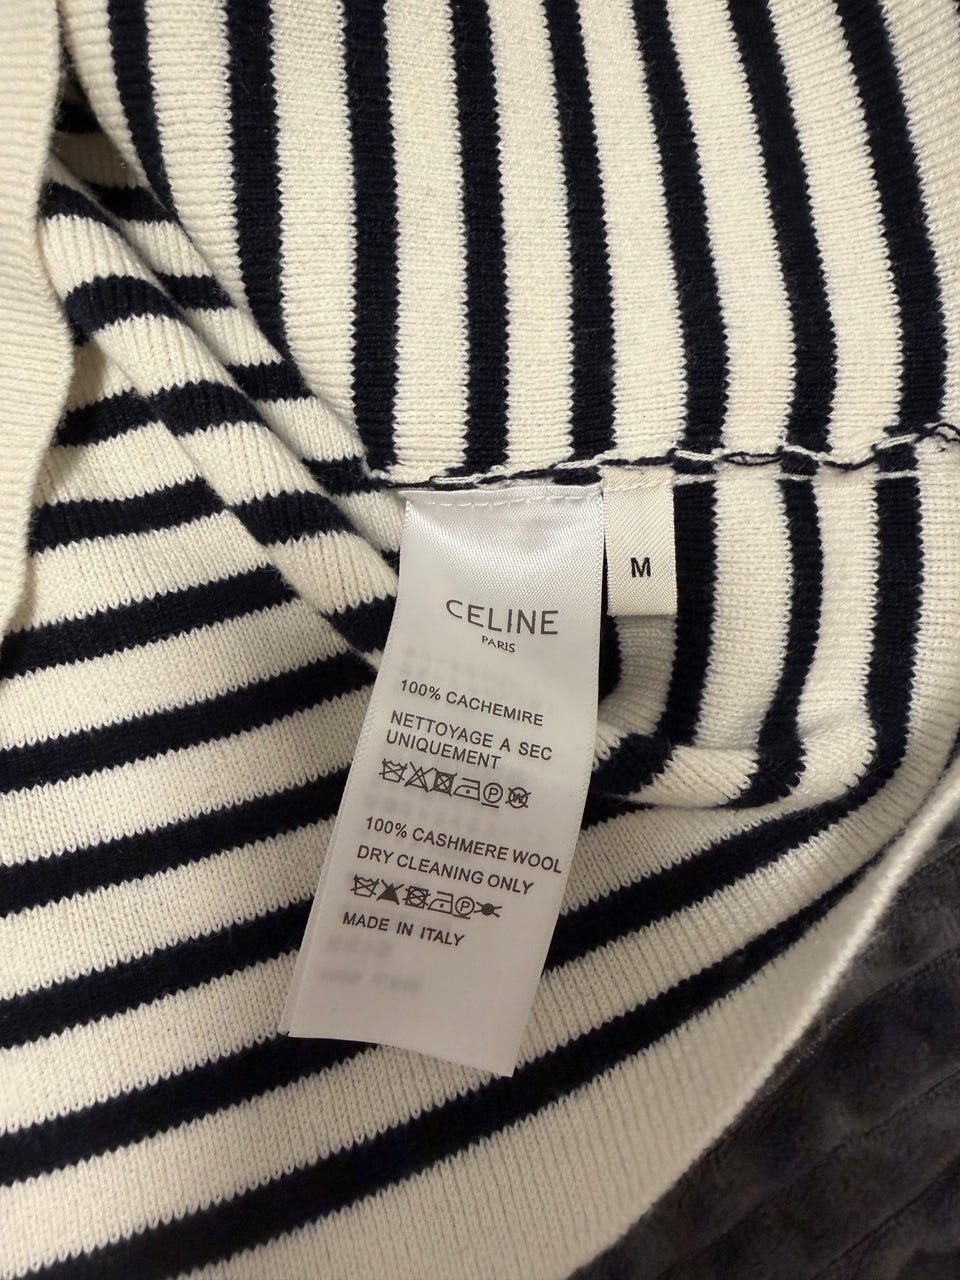 M
CELINE
PARIS
100% CACHEMIRE
NETTOYAGE A SEC
UNIQUEMENT
P W
100% CASHMERE WOOL
DRY CLEANING ONLY
P
MADE IN ITALY